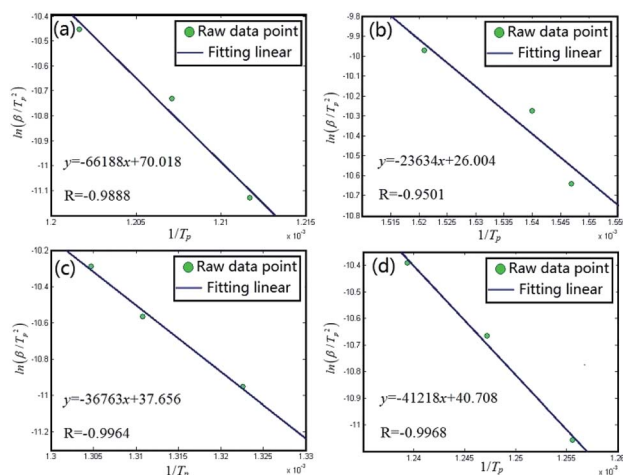 (a)
Raw data point
Fitting linear
y=-66188x+70.018
R=-0.9888
ln(β/Tp²)
-10.4
-10.5
-10.6
-10.7
-10.8
-10.9
-11
-11.1
1.2 1.205 1.21 1.215
1/Tp
x 10⁻³
(b)
Raw data point
Fitting linear
y=-23634x+26.004
R=-0.9501
ln(β/Tp²)
-9.8
-9.9
-10
-10.1
-10.2
-10.3
-10.4
-10.5
-10.6
-10.7
-10.8
1.515 1.52 1.525 1.53 1.535 1.54 1.545 1.55 1.555
1/Tp
x 10⁻³
(c)
Raw data point
Fitting linear
y=-36763x+37.656
R=-0.9964
ln(β/Tp²)
-10.2
-10.4
-10.6
-10.8
-11
-11.2
1.3 1.305 1.31 1.315 1.32 1.325 1.33
1/Tp
x 10⁻³
(d)
Raw data point
Fitting linear
y=-41218x+40.708
R=-0.9968
ln(β/Tp²)
-10.4
-10.5
-10.6
-10.7
-10.8
-10.9
-11
1.24 1.245 1.25 1.255 1.26
1/Tp
x 10⁻³